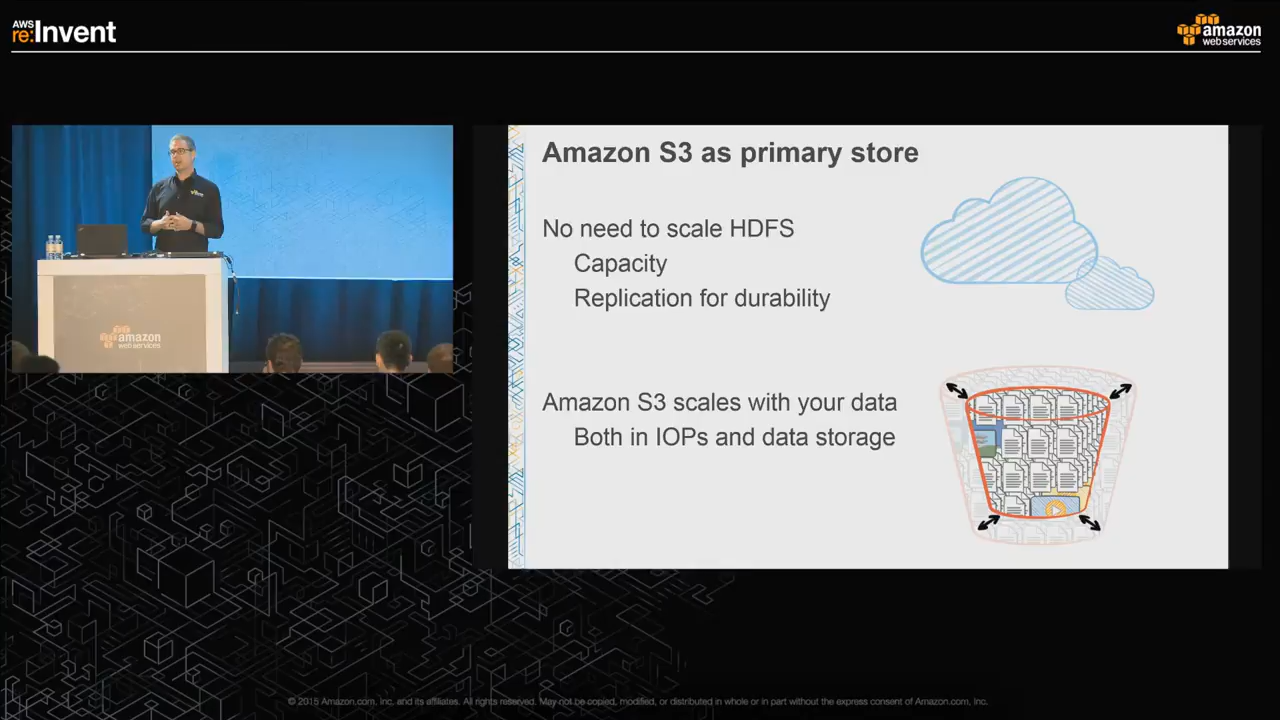 AWS
re:Invent
amazon
web services
Amazon S3 as primary store
No need to scale HDFS
Capacity
Replication for durability
Amazon S3 scales with your data
Both in IOPs and data storage
amazon
web services
© 2015 Amazon.com, Inc. and its affiliates. All rights reserved. May not be copied, modified, or distributed in whole or in part without the express consent of Amazon.com, Inc.